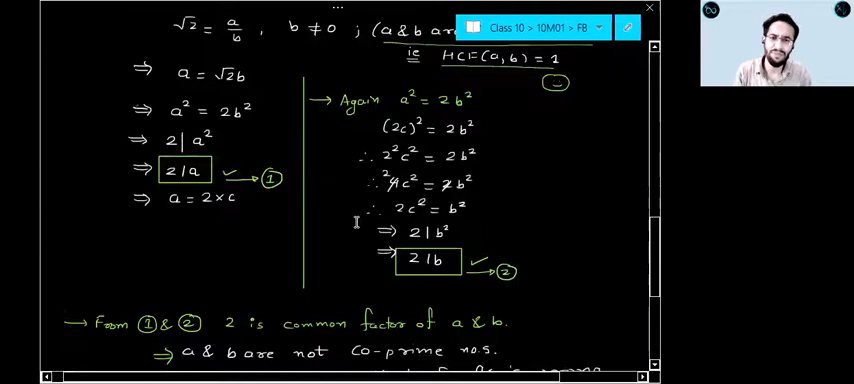 √2 = a/b , b ≠ 0 ; (a & b are
Class 10 > 10M01 > FB
ie HCF(a, b) = 1
⇒ a = √2b
⇒ a² = 2b²
⇒ 2 | a²
⇒ 2 | a ✓ → 1
⇒ a = 2 × c
→ Again a² = 2b²
(2c)² = 2b²
∴ 2²c² = 2b²
∴ ²4c² = 2b²
∴ 2c² = b²
⇒ 2 | b²
⇒ 2 | b ✓ → 2
→ From 1 & 2 2 is common factor of a & b.
⇒ a & b are not co-prime no.s.